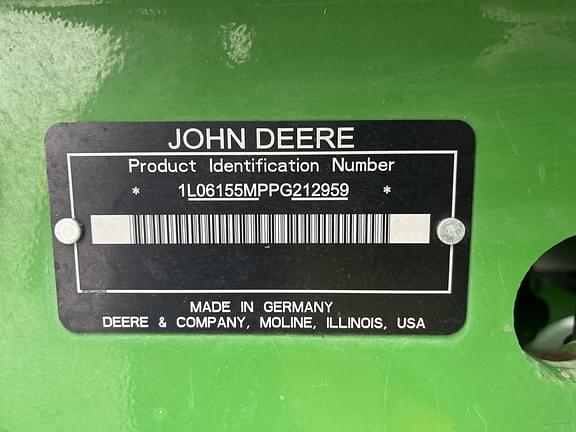 JOHN DEERE
Product Identification Number
* 1L06155MPPG212959 *
MADE IN GERMANY
DEERE & COMPANY, MOLINE, ILLINOIS, USA